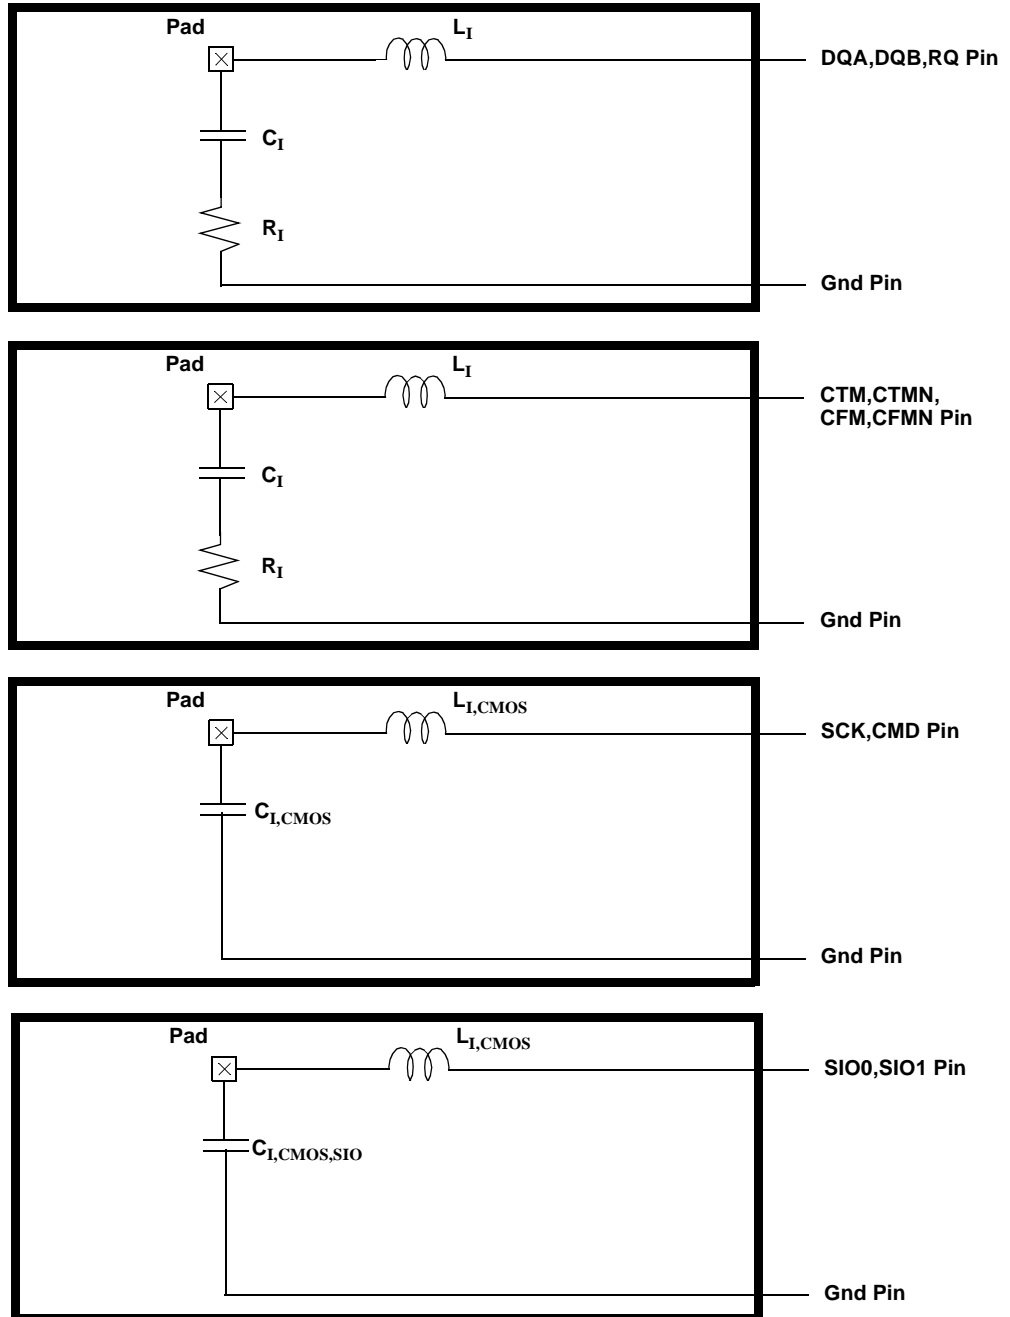 Pad
LI
DQA,DQB,RQ Pin
CI
RI
Gnd Pin
Pad
LI
CTM,CTMN,
CFM,CFMN Pin
CI
RI
Gnd Pin
Pad
LI,CMOS
SCK,CMD Pin
CI,CMOS
Gnd Pin
Pad
LI,CMOS
SIO0,SIO1 Pin
CI,CMOS,SIO
Gnd Pin